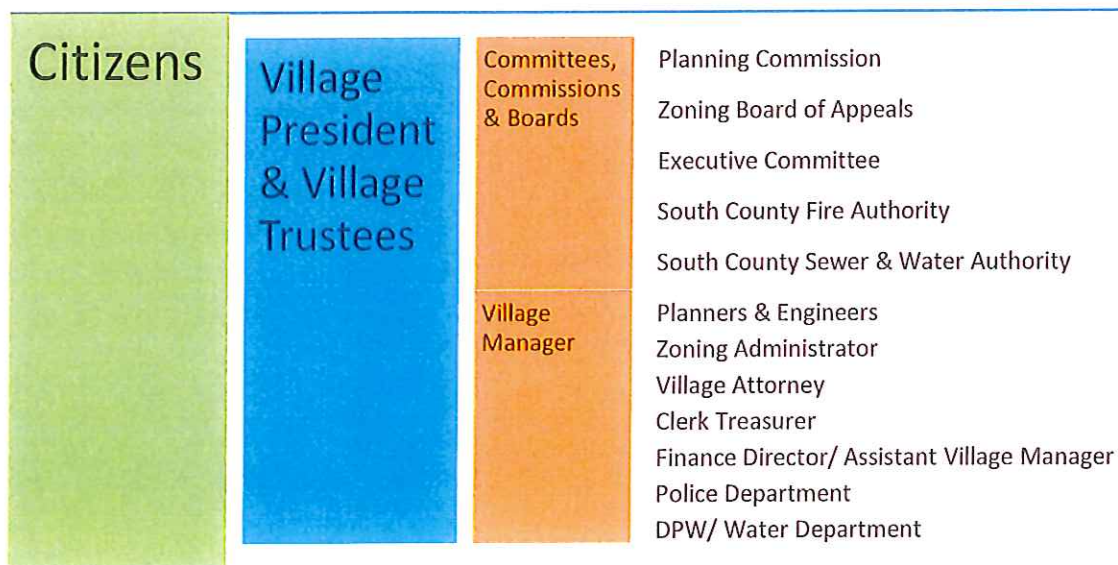 Citizens
Village
President
& Village
Trustees
Committees,
Commissions
& Boards
Planning Commission
Zoning Board of Appeals
Executive Committee
South County Fire Authority
South County Sewer & Water Authority
Village
Manager
Planners & Engineers
Zoning Administrator
Village Attorney
Clerk Treasurer
Finance Director/ Assistant Village Manager
Police Department
DPW/ Water Department